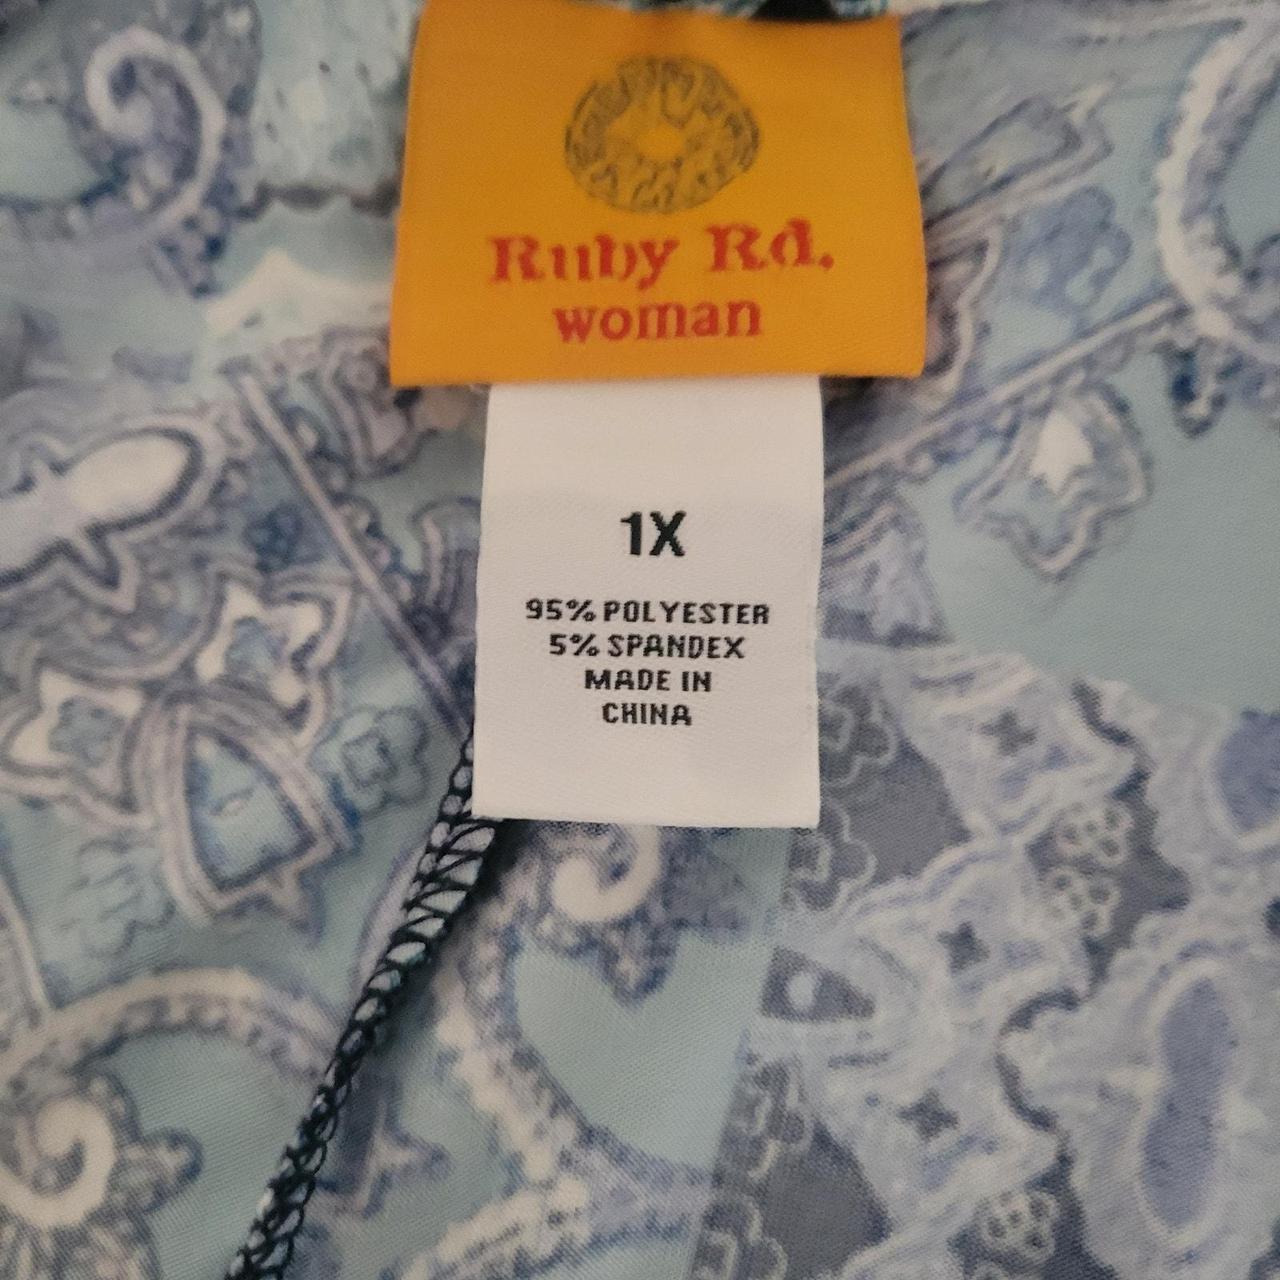 Ruby Rd.
woman
1X
95% POLYESTER
5% SPANDEX
MADE IN
CHINA